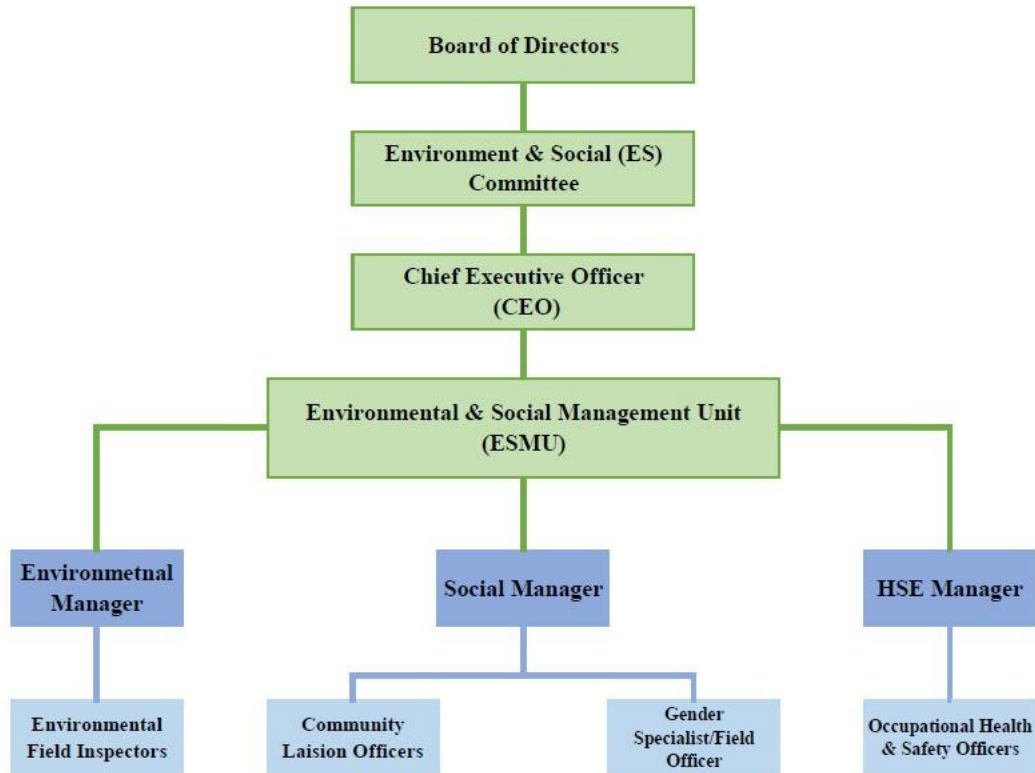 Board of Directors
Environment & Social (ES)
Committee
Chief Executive Officer
(CEO)
Environmental & Social Management Unit
(ESMU)
Environmetnal
Manager
Social Manager
HSE Manager
Environmental
Field Inspectors
Community
Laision Officers
Gender
Specialist/Field
Officer
Occupational Health
& Safety Officers